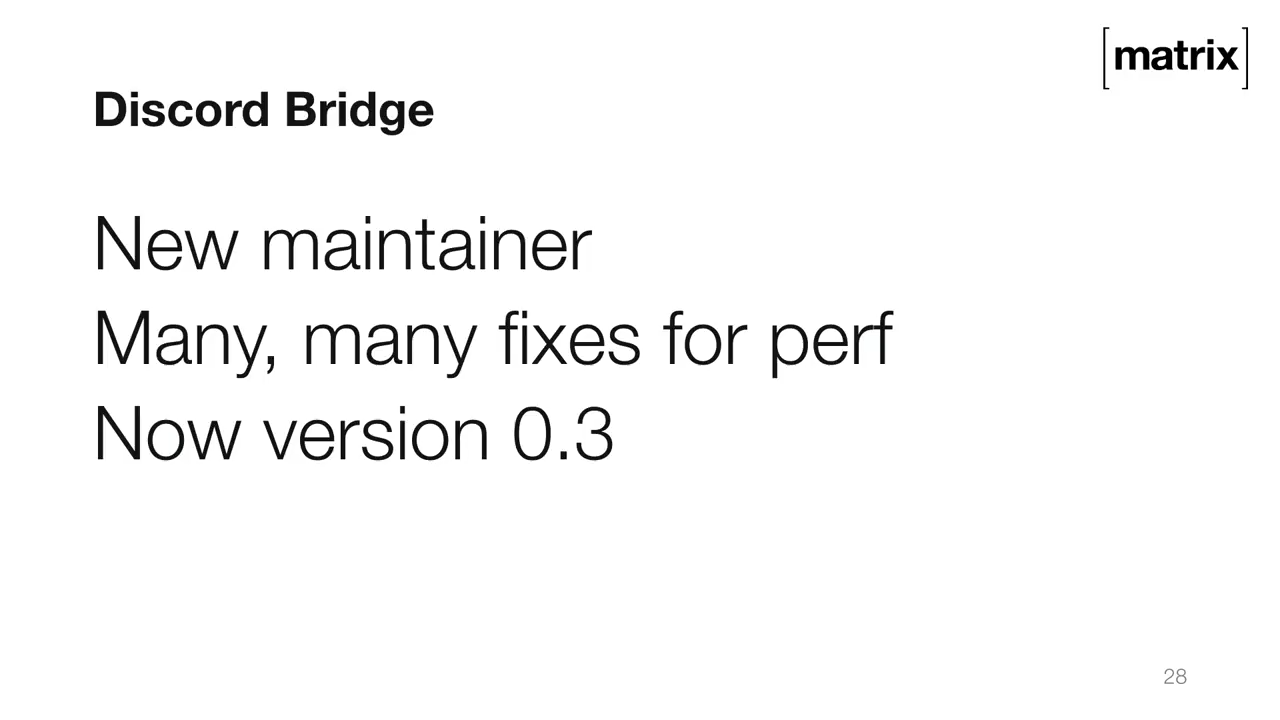 [matrix]
Discord Bridge
New maintainer
Many, many fixes for perf
Now version 0.3
28